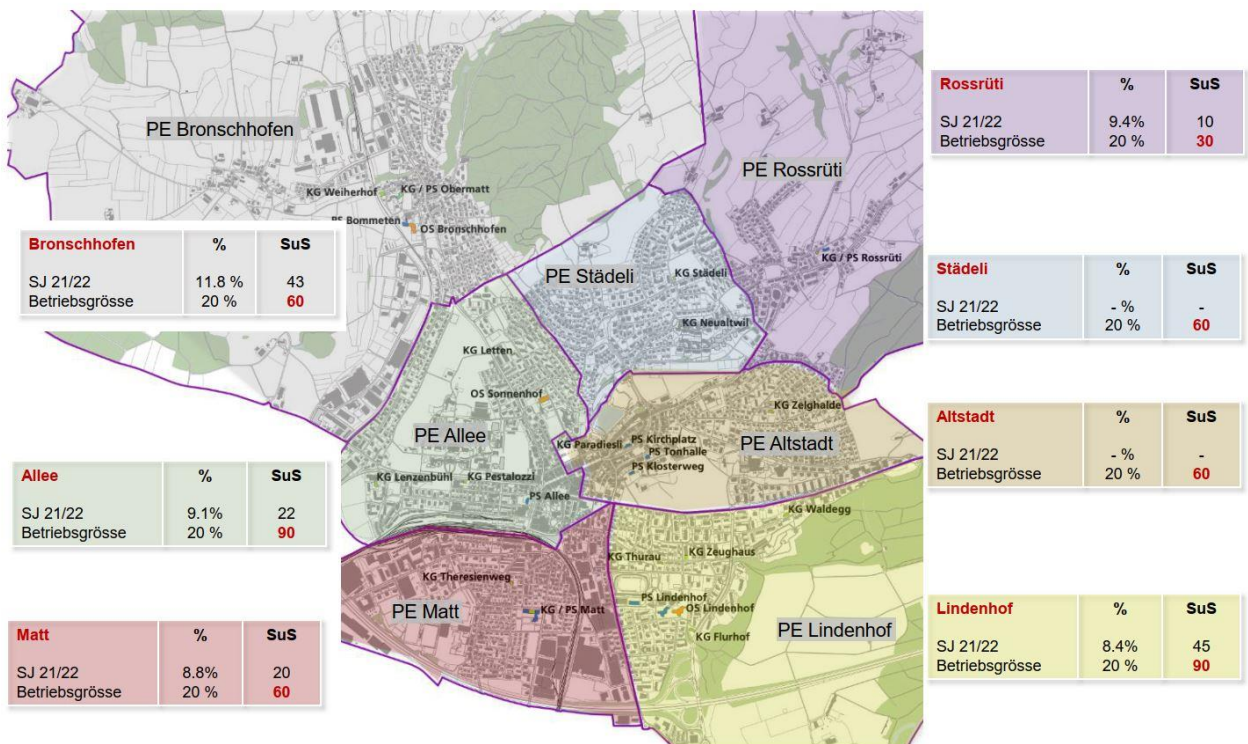 PE Bronschhofen
KG Weiherhof
KG / PS Obermatt
PS Bommeten
OS Bronschhofen
Bronschhofen % SuS
SJ 21/22 11.8 % 43
Betriebsgrösse 20 % 60
PE Rossrüti
KG / PS Rossrüti
Rossrüti % SuS
SJ 21/22 9.4% 10
Betriebsgrösse 20 % 30
PE Städeli
KG Städeli
KG Neualtwil
Städeli % SuS
SJ 21/22 - % -
Betriebsgrösse 20 % 60
KG Letten
OS Sonnenhof
PE Allee
KG Lenzenbühl
KG Pestalozzi
PS Allee
Allee % SuS
SJ 21/22 9.1% 22
Betriebsgrösse 20 % 90
KG Zelghalde
KG Paradiesli
PS Kirchplatz
PS Tonhalle
PS Klosterweg
PE Altstadt
Altstadt % SuS
SJ 21/22 - % -
Betriebsgrösse 20 % 60
KG Theresienweg
KG / PS Matt
PE Matt
Matt % SuS
SJ 21/22 8.8% 20
Betriebsgrösse 20 % 60
KG Waldegg
KG Thurau
KG Zeughaus
PS Lindenhof
OS Lindenhof
KG Flurhof
PE Lindenhof
Lindenhof % SuS
SJ 21/22 8.4% 45
Betriebsgrösse 20 % 90